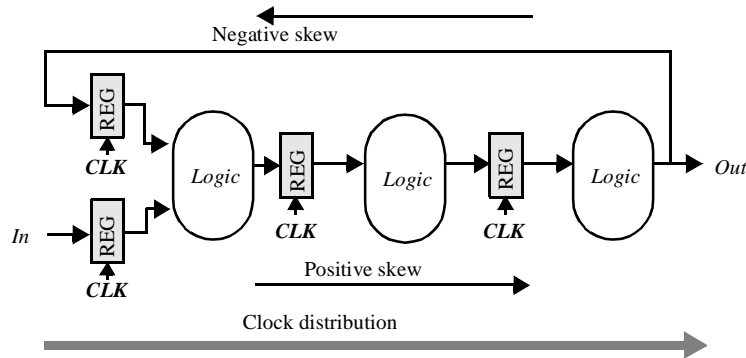 Negative skew
REG
CLK
Logic
REG
CLK
Logic
REG
CLK
Logic
Out
In
REG
CLK
Positive skew
Clock distribution